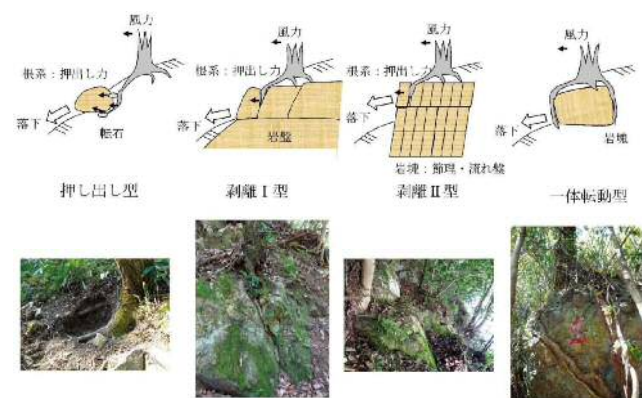 風力
根系：押出し力
落下
転石
押し出し型
風力
根系：押出し力
落下
岩盤
剥離Ⅰ型
風力
根系：押出し力
落下
岩塊：節理・流れ盤
剥離Ⅱ型
風力
落下
岩塊
一体転動型